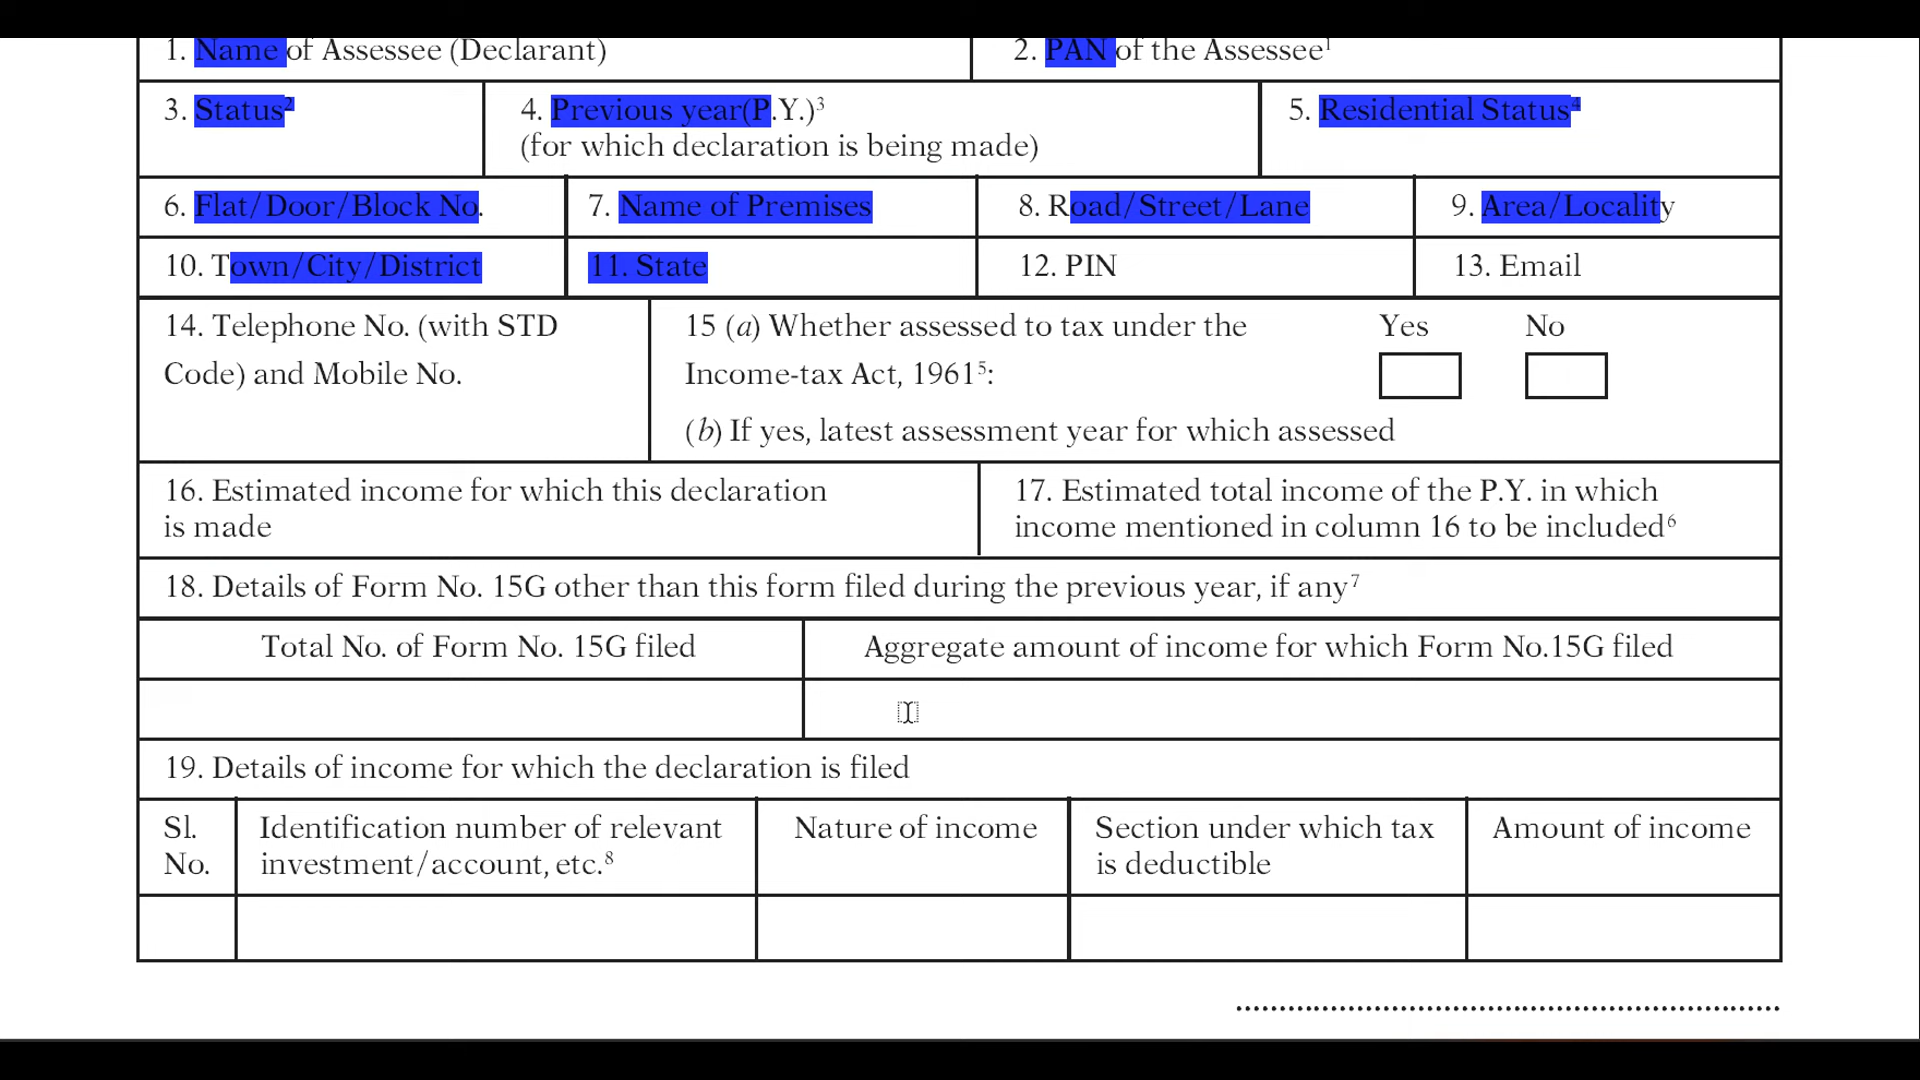 1. Name of Assessee (Declarant)
2. PAN of the Assessee¹
3. Status²
4. Previous year(P.Y.)³
(for which declaration is being made)
5. Residential Status⁴
6. Flat/Door/Block No.
7. Name of Premises
8. Road/Street/Lane
9. Area/Locality
10. Town/City/District
11. State
12. PIN
13. Email
14. Telephone No. (with STD
Code) and Mobile No.
15 (a) Whether assessed to tax under the
Income-tax Act, 1961⁵:
Yes
No
(b) If yes, latest assessment year for which assessed
16. Estimated income for which this declaration
is made
17. Estimated total income of the P.Y. in which
income mentioned in column 16 to be included⁶
18. Details of Form No. 15G other than this form filed during the previous year, if any⁷
Total No. of Form No. 15G filed
Aggregate amount of income for which Form No.15G filed
19. Details of income for which the declaration is filed
Sl.
No.
Identification number of relevant
investment/account, etc.⁸
Nature of income
Section under which tax
is deductible
Amount of income